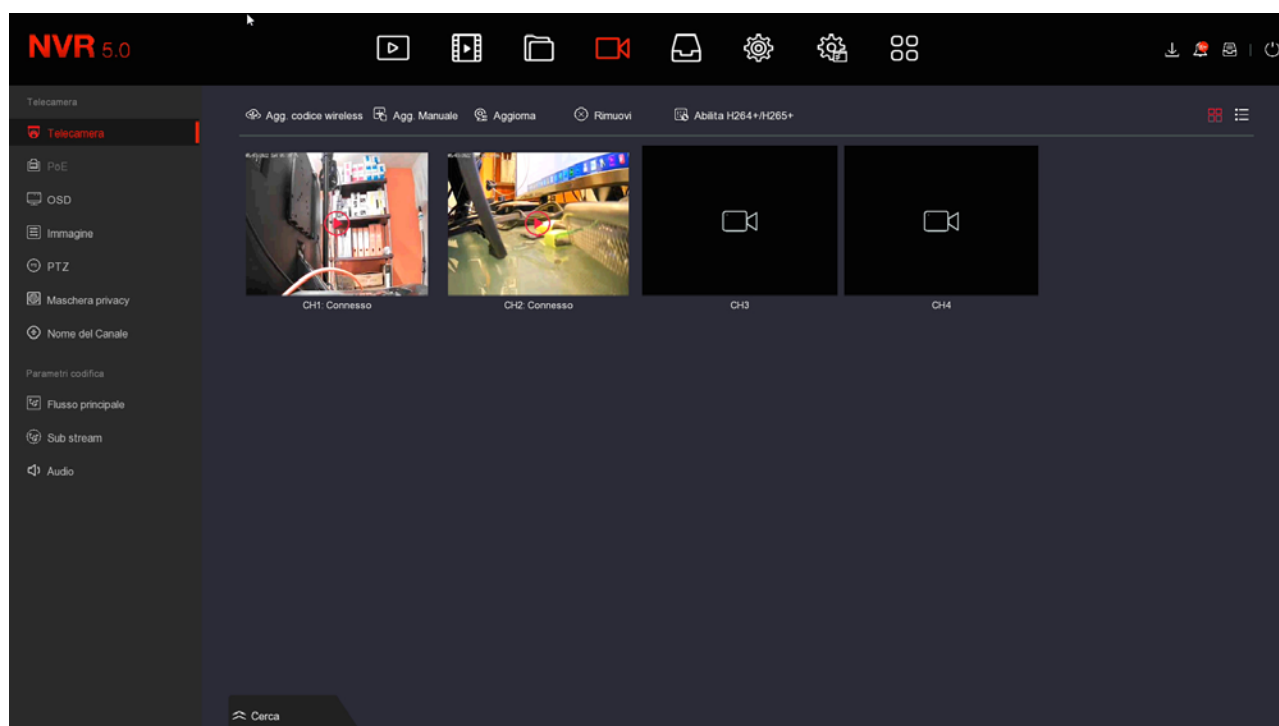 NVR 5.0
Telecamera
Telecamera
PoE
OSD
Immagine
PTZ
Maschera privacy
Nome del Canale
Parametri codifica
Flusso principale
Sub stream
Audio
Agg. codice wireless Agg. Manuale Aggiorna Rimuovi Abilita H264+/H265+
CH1: Connesso CH2: Connesso CH3 CH4
Cerca